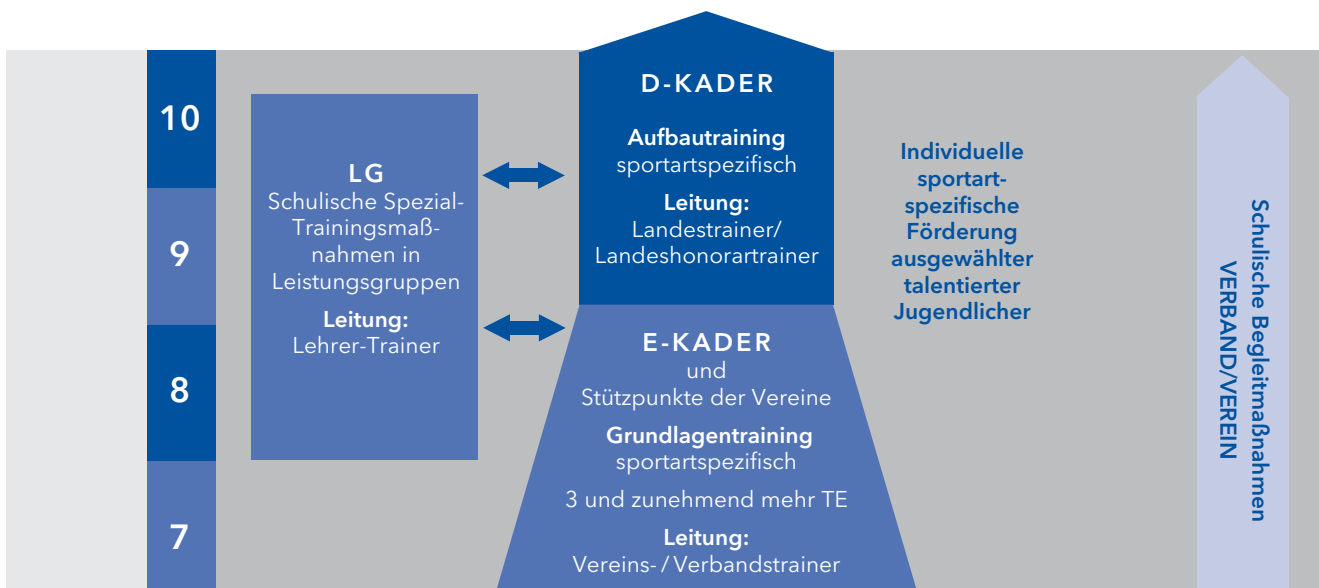 10
9
8
7
LG
Schulische Spezial-
Trainingsmaß-
nahmen in
Leistungsgruppen
Leitung:
Lehrer-Trainer
D-KADER
Aufbautraining
sportartspezifisch
Leitung:
Landestrainer/
Landeshonorartrainer
E-KADER
und
Stützpunkte der Vereine
Grundlagentraining
sportartspezifisch
3 und zunehmend mehr TE
Leitung:
Vereins- / Verbandstrainer
Individuelle
sportart-
spezifische
Förderung
ausgewählter
talentierter
Jugendlicher
Schulische Begleitmaßnahmen
VERBAND/VEREIN